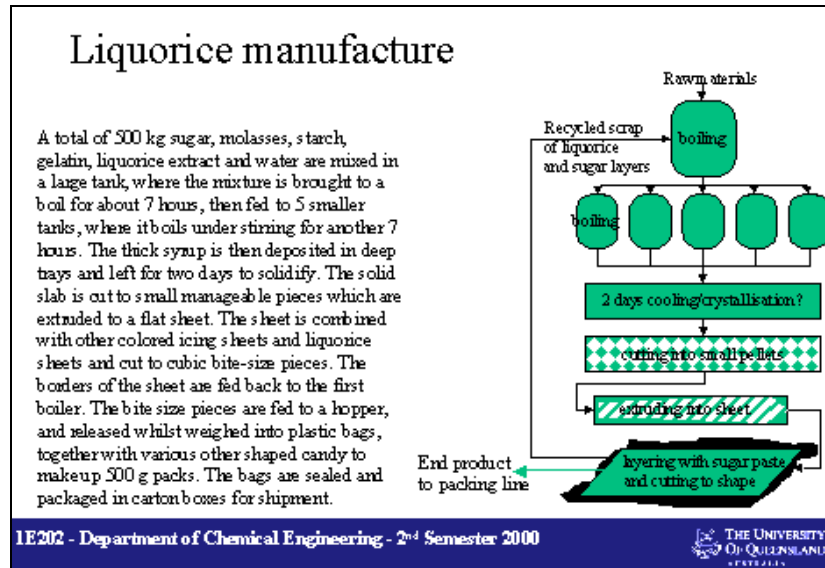 Liquorice manufacture
A total of 500 kg sugar, molasses, starch,
gelatin, liquorice extract and water are mixed in
a large tank, where the mixture is brought to a
boil for about 7 hours, then fed to 5 smaller
tanks, where it boils under stirring for another 7
hours. The thick syrup is then deposited in deep
trays and left for two days to solidify. The solid
slab is cut to small manageable pieces which are
extruded to a flat sheet. The sheet is combined
with other colored icing sheets and liquorice
sheets and cut to cubic bite-size pieces. The
borders of the sheet are fed back to the first
boiler. The bite size pieces are fed to a hopper,
and released whilst weighed into plastic bags,
together with various other shaped candy to
makeup 500 g packs. The bags are sealed and
packaged in carton boxes for shipment.
Raw materials
Recycled scrap
of liquorice
and sugar layers
boiling
boiling
2 days cooling/crystallisation?
cutting into small pellets
extruding into sheet
layering with sugar paste
and cutting to shape
End product
to packing line
1E202 - Department of Chemical Engineering - 2nd Semester 2000
THE UNIVERSITY
OF QUEENSLAND
AUSTRALIA